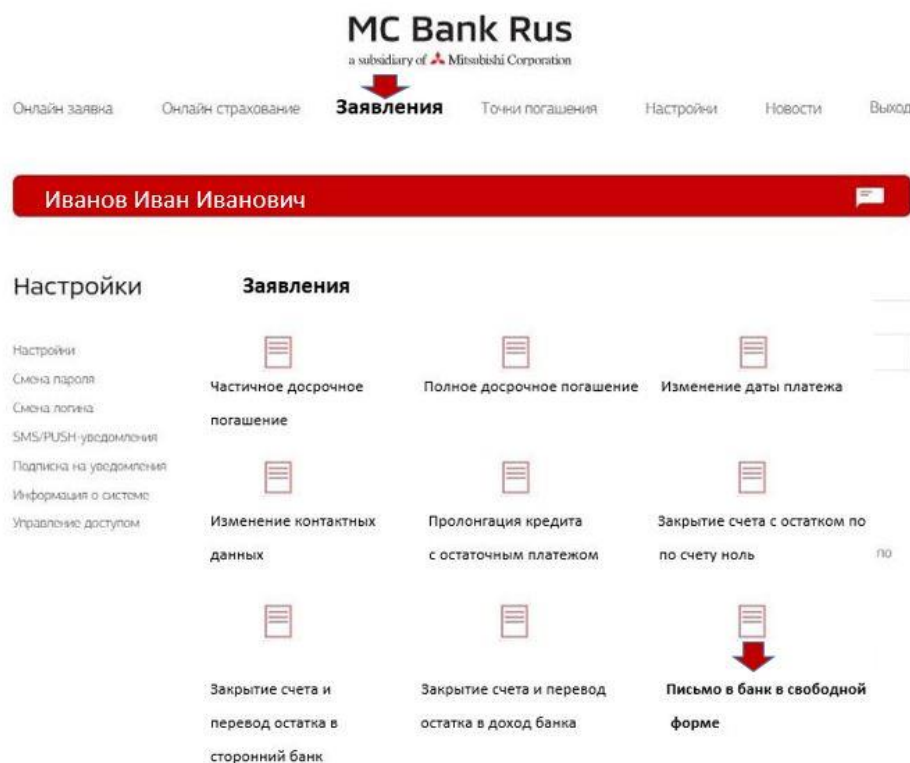 MC Bank Rus
a subsidiary of Mitsubishi Corporation
Онлайн заявка Онлайн страхование Заявления Точки погашения Настройки Новости Выход
Иванов Иван Иванович
Настройки
Настройки
Смена пароля
Смена логина
SMS/PUSH-уведомления
Подписка на уведомления
Информация о системе
Управление доступом
Заявления
Частичное досрочное
погашение
Полное досрочное погашение
Изменение даты платежа
Изменение контактных
данных
Пролонгация кредита
с остаточным платежом
Закрытие счета с остатком по
по счету ноль
по
Закрытие счета и
перевод остатка в
сторонний банк
Закрытие счета и перевод
остатка в доход банка
Письмо в банк в свободной
форме